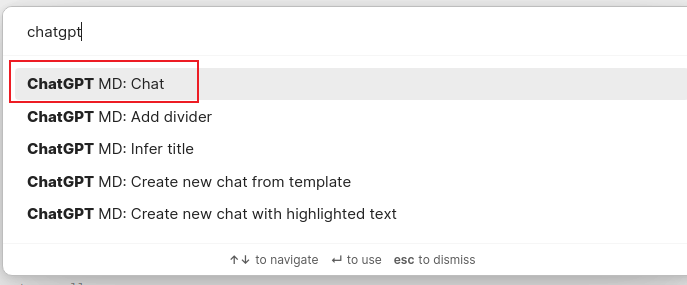 chatgpt
ChatGPT MD: Chat
ChatGPT MD: Add divider
ChatGPT MD: Infer title
ChatGPT MD: Create new chat from template
ChatGPT MD: Create new chat with highlighted text
↑↓ to navigate ↵ to use esc to dismiss